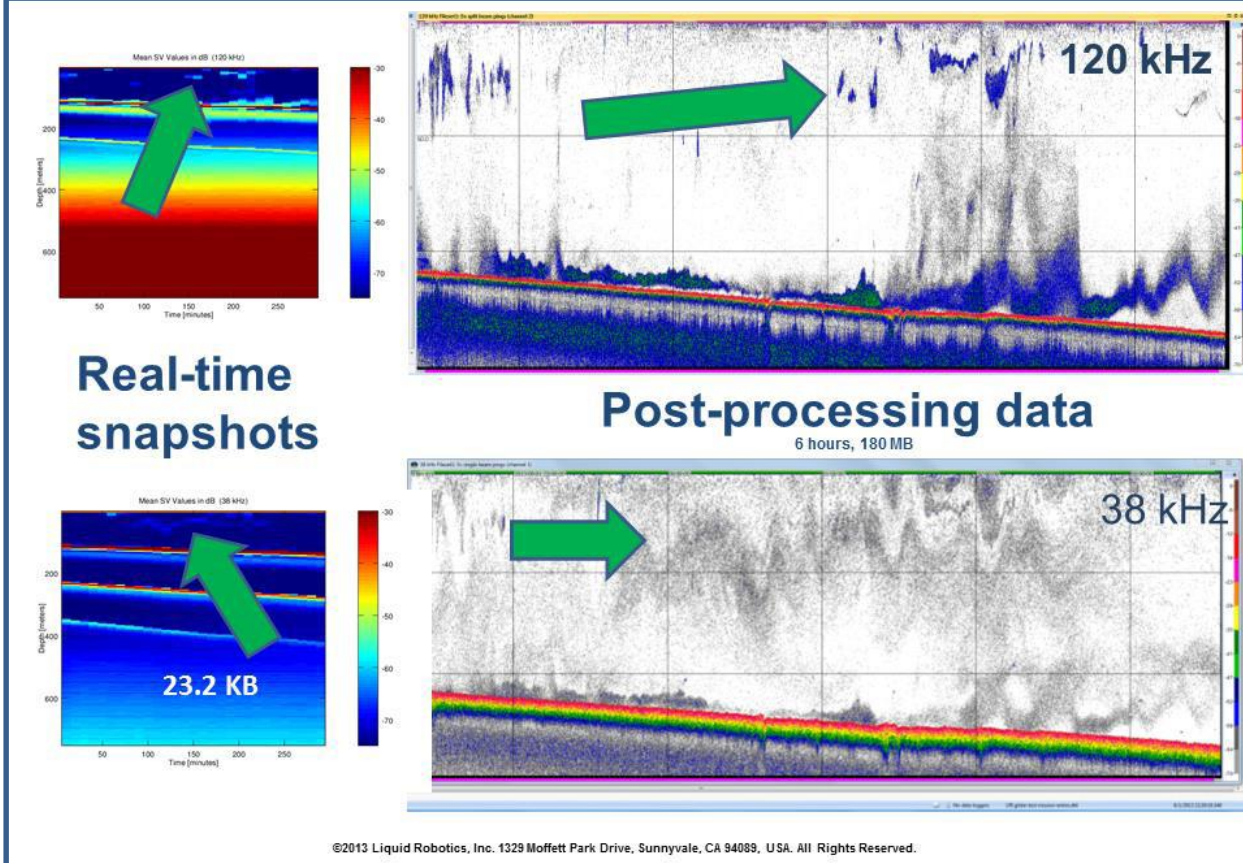 Mean SV Values in dB (120 kHz)
-30
-40
-50
-60
-70
200
400
600
Depth [meters]
50 100 150 200 250
Time [minutes]
120 kHz
Real-time
snapshots
Post-processing data
6 hours, 180 MB
Mean SV Values in dB (38 kHz)
-30
-40
-50
-60
-70
200
400
600
Depth [meters]
23.2 KB
50 100 150 200 250
Time [minutes]
38 kHz
©2013 Liquid Robotics, Inc. 1329 Moffett Park Drive, Sunnyvale, CA 94089, USA. All Rights Reserved.